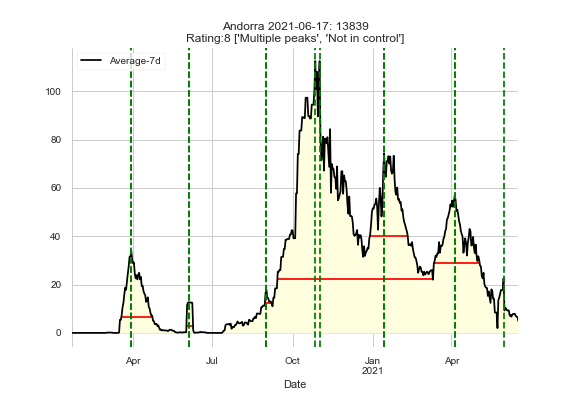 Andorra 2021-06-17: 13839
Rating:8 ['Multiple peaks', 'Not in control']
Average-7d
100
80
60
40
20
0
Apr Jul Oct Jan Apr
2021
Date